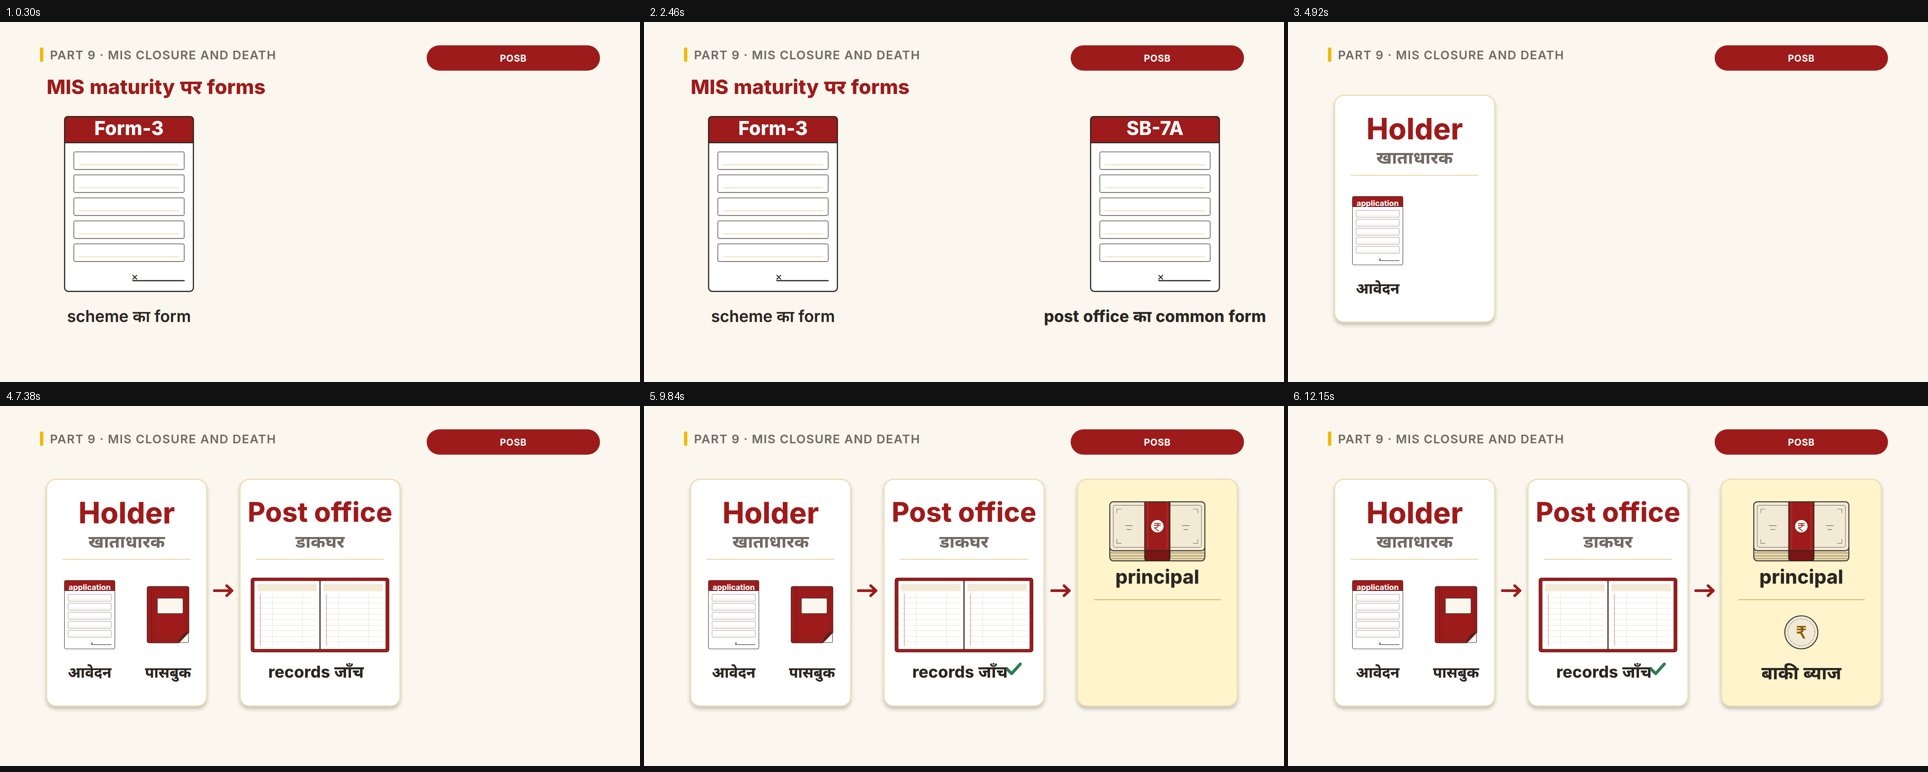 1. 0.30s
PART 9 · MIS CLOSURE AND DEATH
POSB
MIS maturity पर forms
Form-3
×
scheme का form
2. 2.46s
PART 9 · MIS CLOSURE AND DEATH
POSB
MIS maturity पर forms
Form-3
SB-7A
×
×
scheme का form
post office का common form
3. 4.92s
PART 9 · MIS CLOSURE AND DEATH
POSB
Holder
खाताधारक
application
आवेदन
4. 7.38s
PART 9 · MIS CLOSURE AND DEATH
POSB
Holder
खाताधारक
application
आवेदन
पासबुक
Post office
डाकघर
records जाँच
5. 9.84s
PART 9 · MIS CLOSURE AND DEATH
POSB
Holder
खाताधारक
application
आवेदन
पासबुक
Post office
डाकघर
records जाँच
₹
principal
6. 12.15s
PART 9 · MIS CLOSURE AND DEATH
POSB
Holder
खाताधारक
application
आवेदन
पासबुक
Post office
डाकघर
records जाँच
₹
principal
₹
बाकी ब्याज